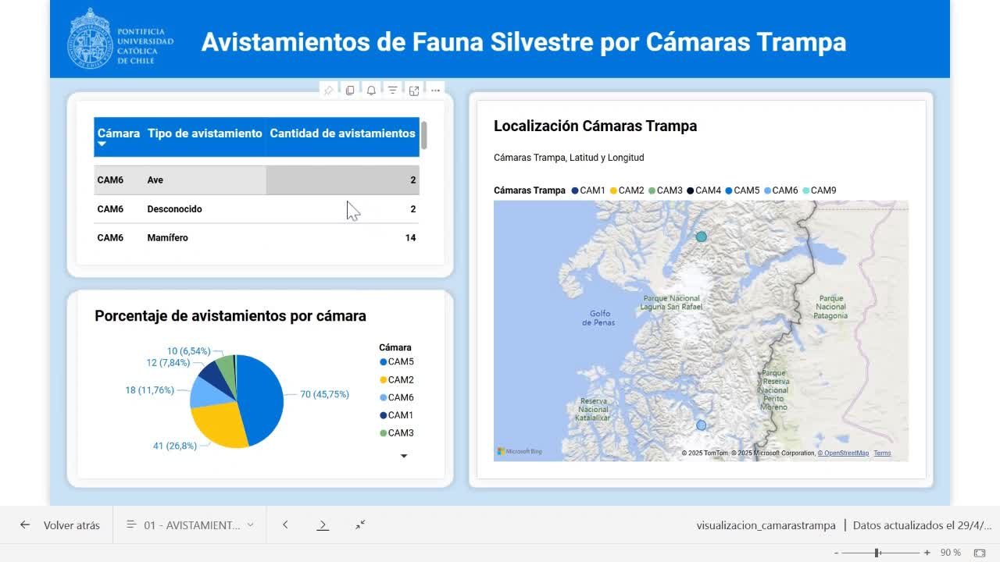 PONTIFICIA
UNIVERSIDAD
CATÓLICA
DE CHILE
Avistamientos de Fauna Silvestre por Cámaras Trampa
Cámara Tipo de avistamiento Cantidad de avistamientos
CAM6 Ave 2
CAM6 Desconocido 2
CAM6 Mamífero 14
Porcentaje de avistamientos por cámara
10 (6,54%)
12 (7,84%)
18 (11,76%)
41 (26,8%)
70 (45,75%)
Cámara
CAM5
CAM2
CAM6
CAM1
CAM3
Localización Cámaras Trampa
Cámaras Trampa, Latitud y Longitud
Cámaras Trampa CAM1 CAM2 CAM3 CAM4 CAM5 CAM6 CAM9
Parque Nacional
Laguna San Rafael
Golfo
de Penas
Parque
Nacional
Patagonia
Parque
y Reserva
Nacional
Perito
Moreno
Reserva
Nacional
Katalalixar
Microsoft Bing
© 2025 TomTom, © 2025 Microsoft Corporation, © OpenStreetMap Terms
Volver atrás
01 - AVISTAMIENT...
visualizacion_camarastrampa | Datos actualizados el 29/4/...
- + 90 %